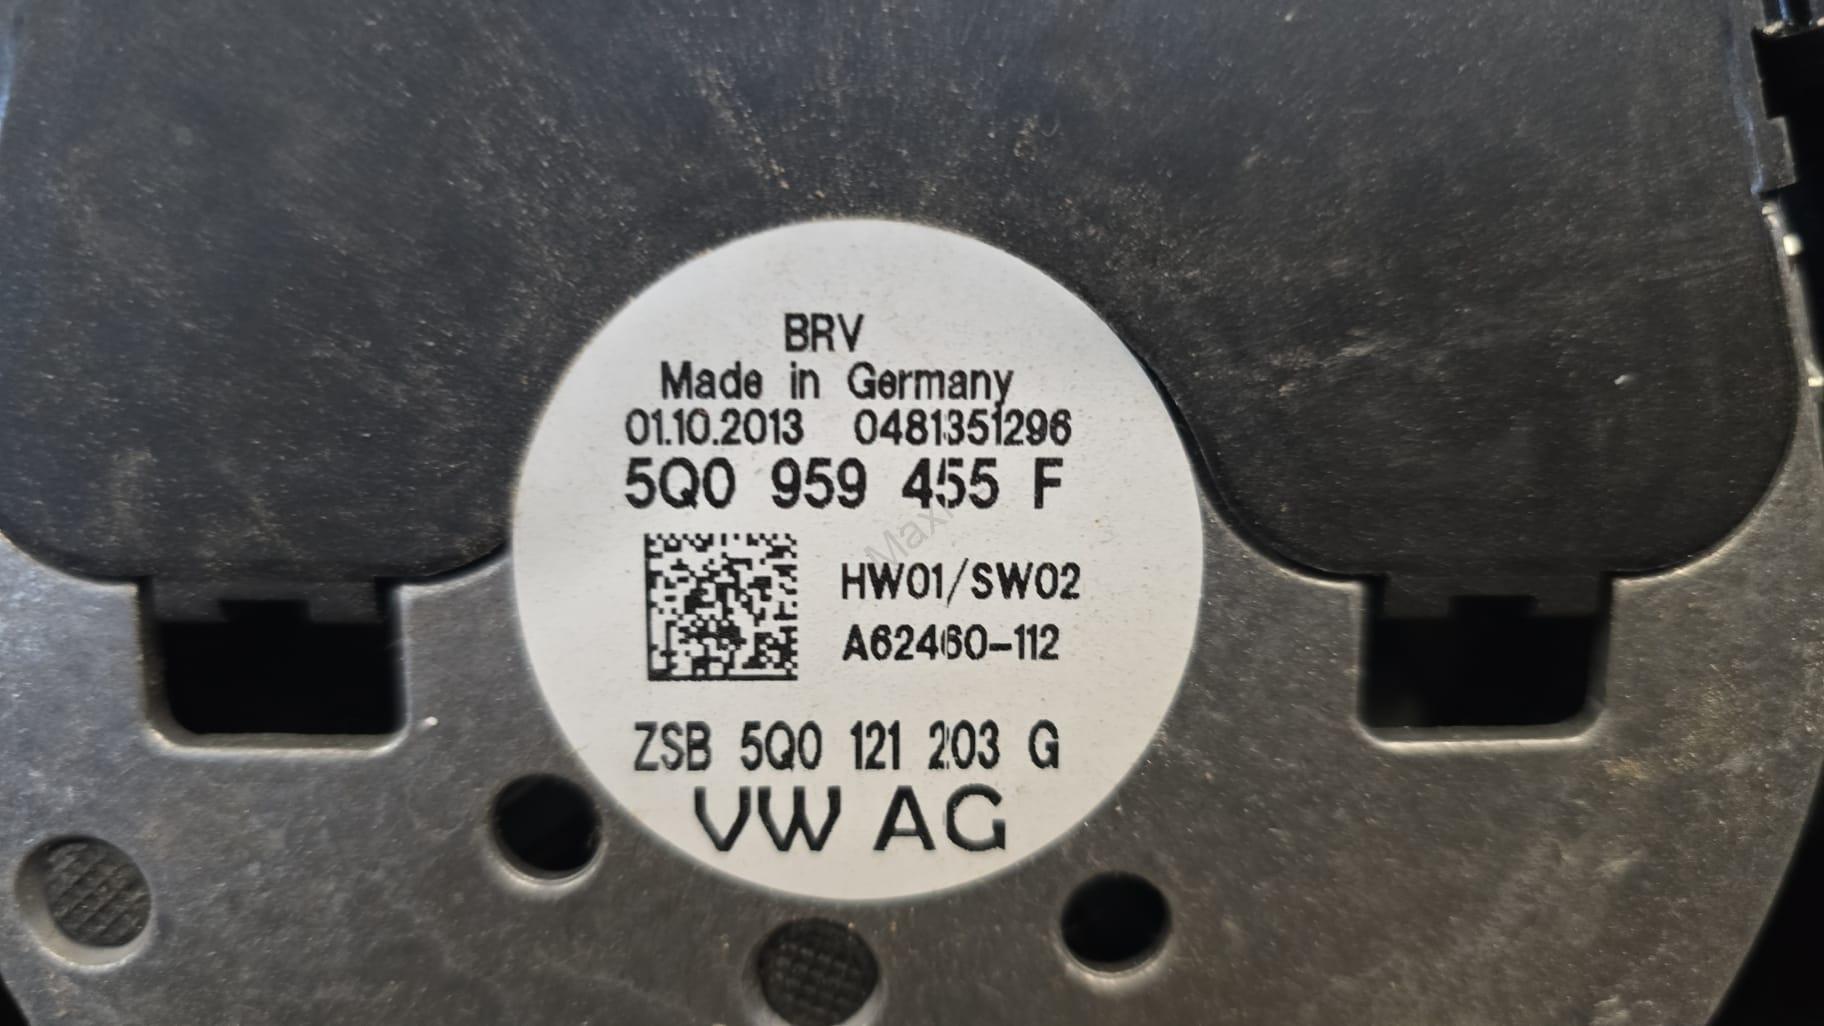 BRV
Made in Germany
01.10.2013 0481351296
5Q0 959 455 F
HW01/SW02
A62460-112
ZSB 5Q0 121 203 G
VW AG